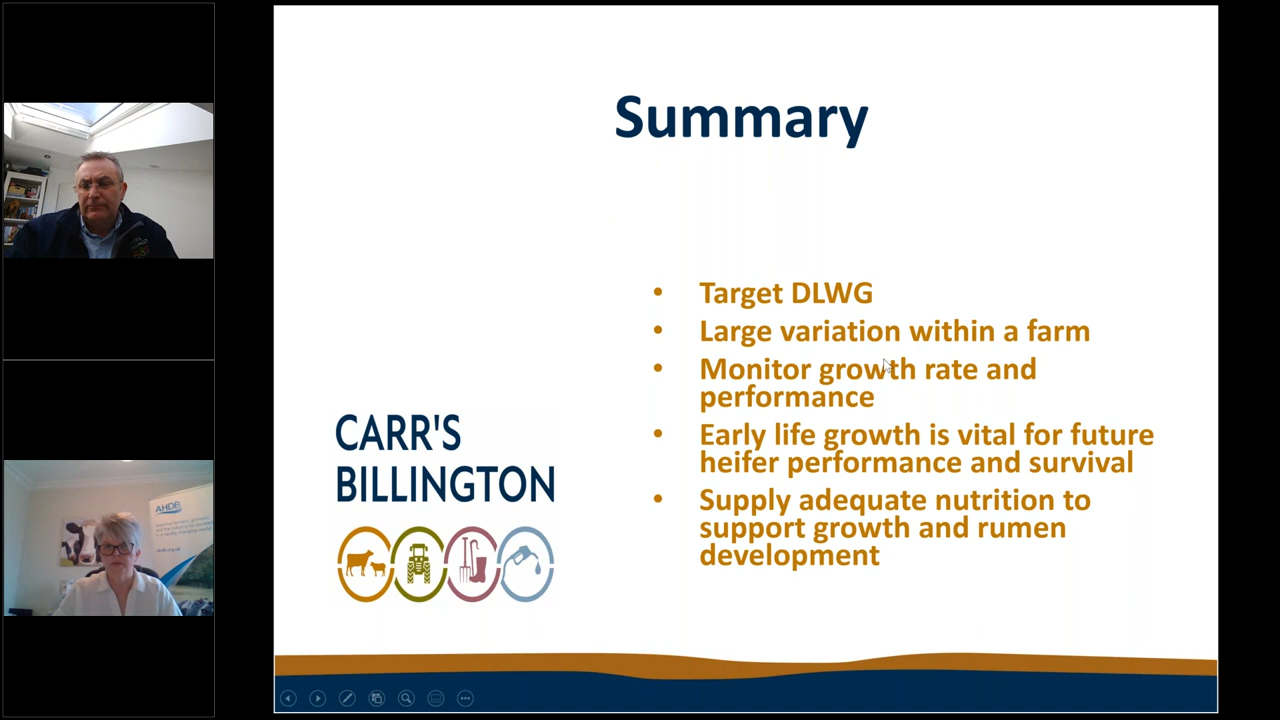 Summary
• Target DLWG
• Large variation within a farm
• Monitor growth rate and
performance
• Early life growth is vital for future
heifer performance and survival
• Supply adequate nutrition to
support growth and rumen
development
CARR'S
BILLINGTON
AHDB